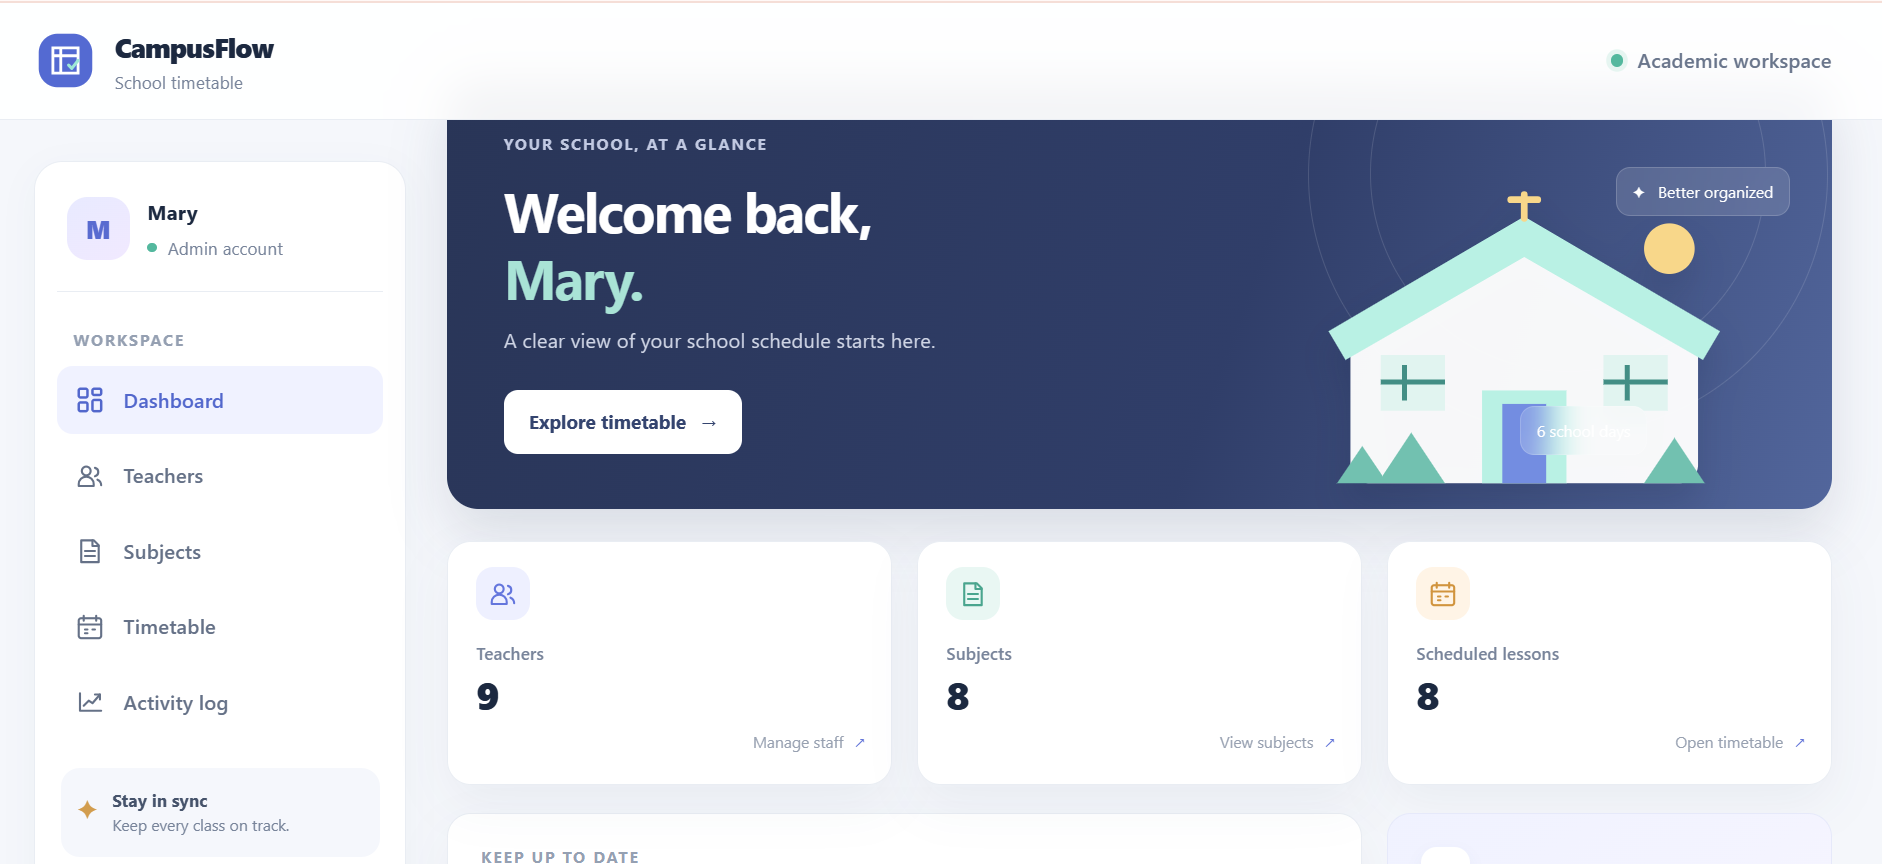 CampusFlow
School timetable
Academic workspace
M
Mary
Admin account
WORKSPACE
Dashboard
Teachers
Subjects
Timetable
Activity log
Stay in sync
Keep every class on track.
YOUR SCHOOL, AT A GLANCE
Welcome back,
Mary.
A clear view of your school schedule starts here.
Explore timetable →
Better organized
6 school days
Teachers
9
Manage staff ↗
Subjects
8
View subjects ↗
Scheduled lessons
8
Open timetable ↗
KEEP UP TO DATE